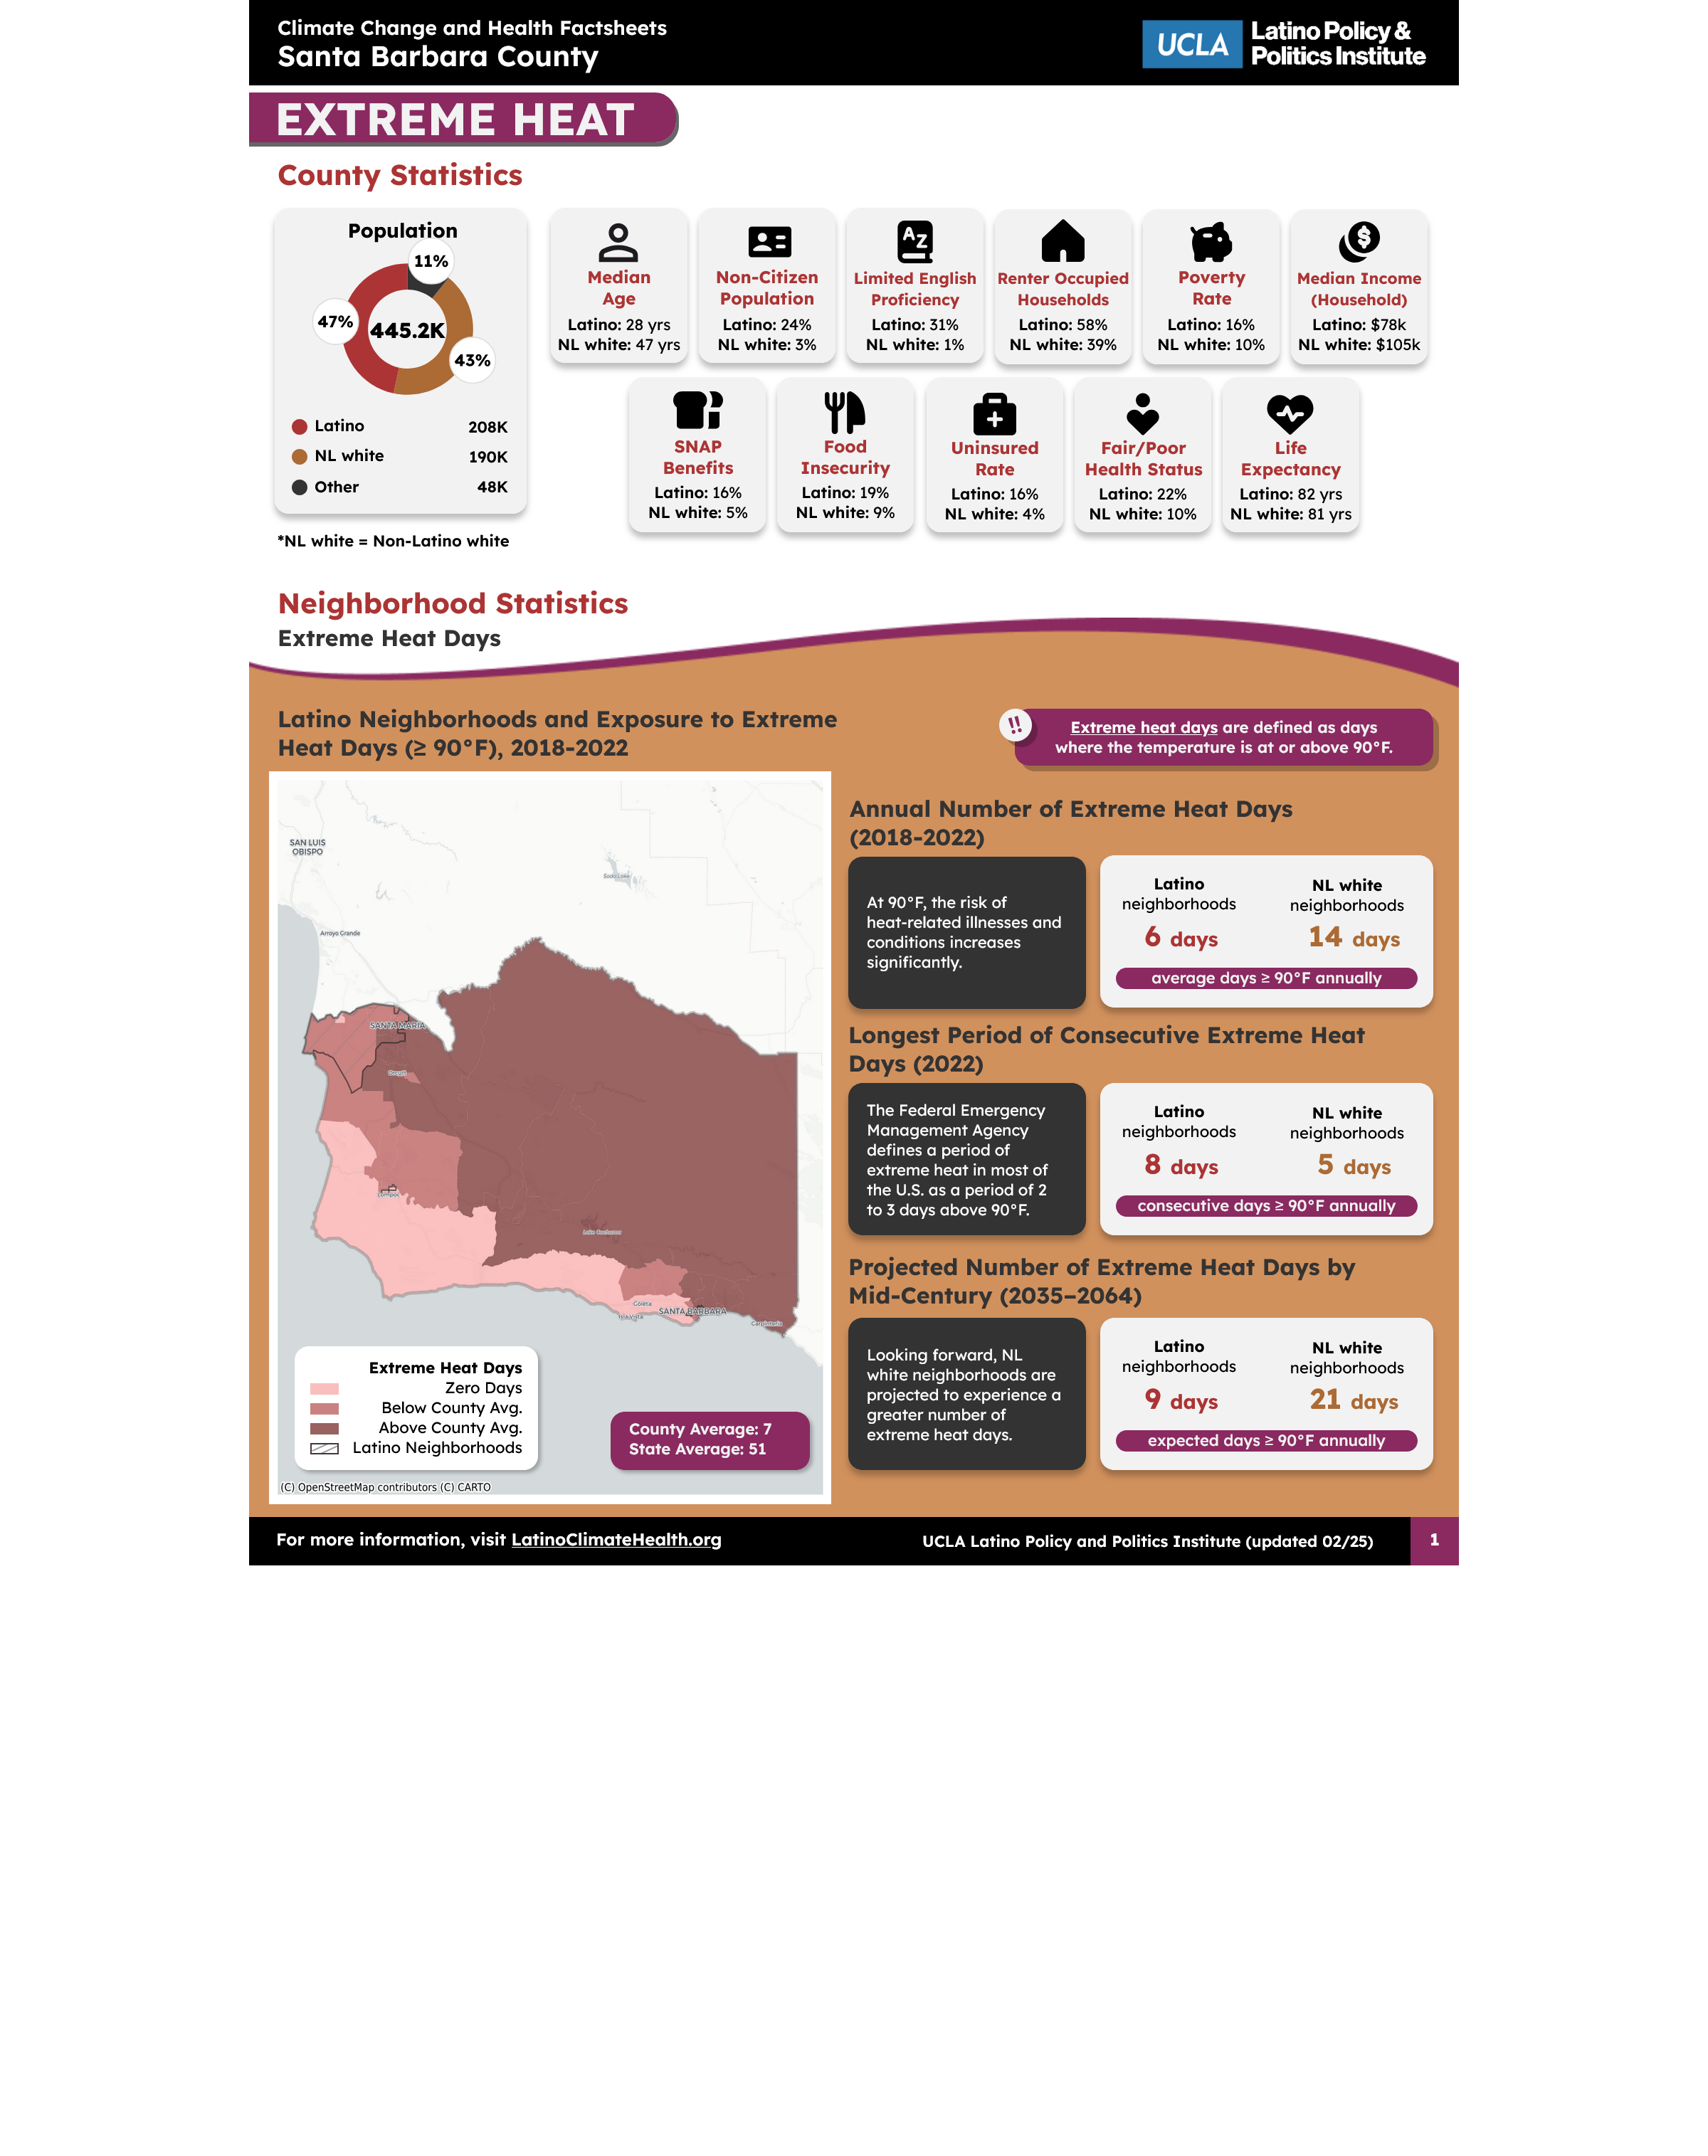 Climate Change and Health Factsheets
Santa Barbara County
UCLA
Latino Policy &
Politics Institute
EXTREME HEAT
County Statistics
Population
11%
47%
445.2K
43%
Latino 208K
NL white 190K
Other 48K
*NL white = Non-Latino white
Median
Age
Latino: 28 yrs
NL white: 47 yrs
Non-Citizen
Population
Latino: 24%
NL white: 3%
AZ
Limited English
Proficiency
Latino: 31%
NL white: 1%
Renter Occupied
Households
Latino: 58%
NL white: 39%
Poverty
Rate
Latino: 16%
NL white: 10%
$
Median Income
(Household)
Latino: $78k
NL white: $105k
SNAP
Benefits
Latino: 16%
NL white: 5%
Food
Insecurity
Latino: 19%
NL white: 9%
Uninsured
Rate
Latino: 16%
NL white: 4%
Fair/Poor
Health Status
Latino: 22%
NL white: 10%
Life
Expectancy
Latino: 82 yrs
NL white: 81 yrs
Neighborhood Statistics
Extreme Heat Days
Latino Neighborhoods and Exposure to Extreme
Heat Days (≥ 90°F), 2018-2022
SAN LUIS
OBISPO
Soda Lake
Arroyo Grande
SANTA MARIA
Orcutt
Lompoc
Lake Cachuma
Goleta
Isla Vista
SANTA BARBARA
Carpinteria
Extreme Heat Days
Zero Days
Below County Avg.
Above County Avg.
Latino Neighborhoods
County Average: 7
State Average: 51
(C) OpenStreetMap contributors (C) CARTO
!!
Extreme heat days are defined as days
where the temperature is at or above 90°F.
Annual Number of Extreme Heat Days
(2018-2022)
At 90°F, the risk of
heat-related illnesses and
conditions increases
significantly.
Latino
neighborhoods
6 days
NL white
neighborhoods
14 days
average days ≥ 90°F annually
Longest Period of Consecutive Extreme Heat
Days (2022)
The Federal Emergency
Management Agency
defines a period of
extreme heat in most of
the U.S. as a period of 2
to 3 days above 90°F.
Latino
neighborhoods
8 days
NL white
neighborhoods
5 days
consecutive days ≥ 90°F annually
Projected Number of Extreme Heat Days by
Mid-Century (2035–2064)
Looking forward, NL
white neighborhoods are
projected to experience a
greater number of
extreme heat days.
Latino
neighborhoods
9 days
NL white
neighborhoods
21 days
expected days ≥ 90°F annually
For more information, visit LatinoClimateHealth.org
UCLA Latino Policy and Politics Institute (updated 02/25)
1